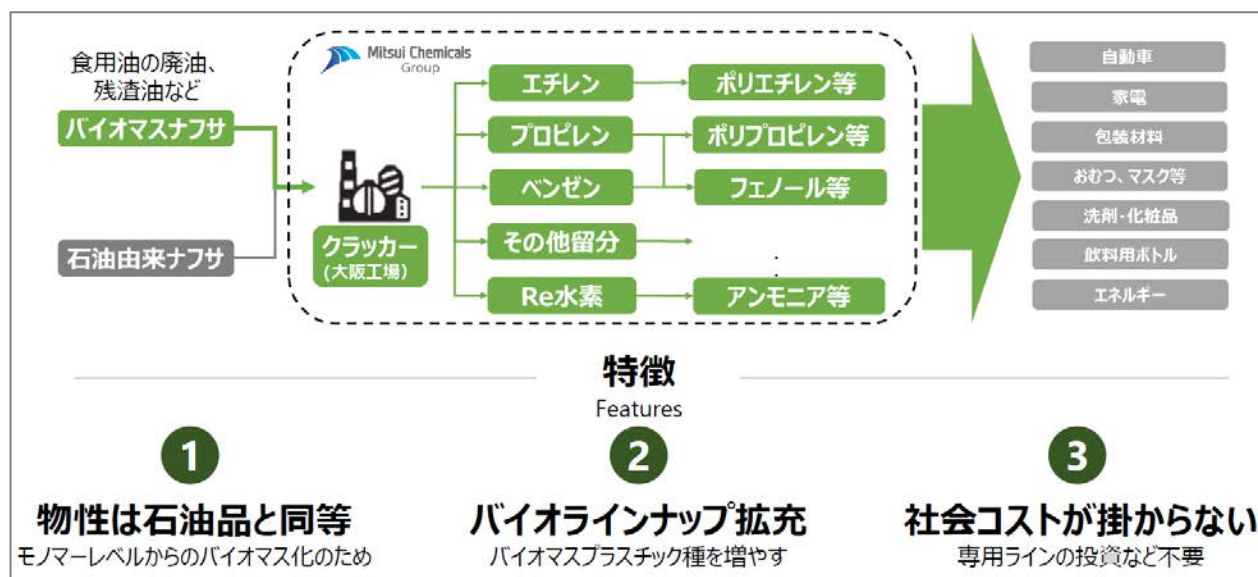 Mitsui Chemicals
Group
食用油の廃油、
残渣油など
バイオマスナフサ
石油由来ナフサ
クラッカー
(大阪工場)
エチレン
ポリエチレン等
プロピレン
ポリプロピレン等
ベンゼン
フェノール等
その他留分
Re水素
アンモニア等
自動車
家電
包装材料
おむつ、マスク等
洗剤・化粧品
飲料用ボトル
エネルギー
特徴
Features
1
物性は石油品と同等
モノマーレベルからのバイオマス化のため
2
バイオラインナップ拡充
バイオマスプラスチック種を増やす
3
社会コストが掛からない
専用ラインの投資など不要